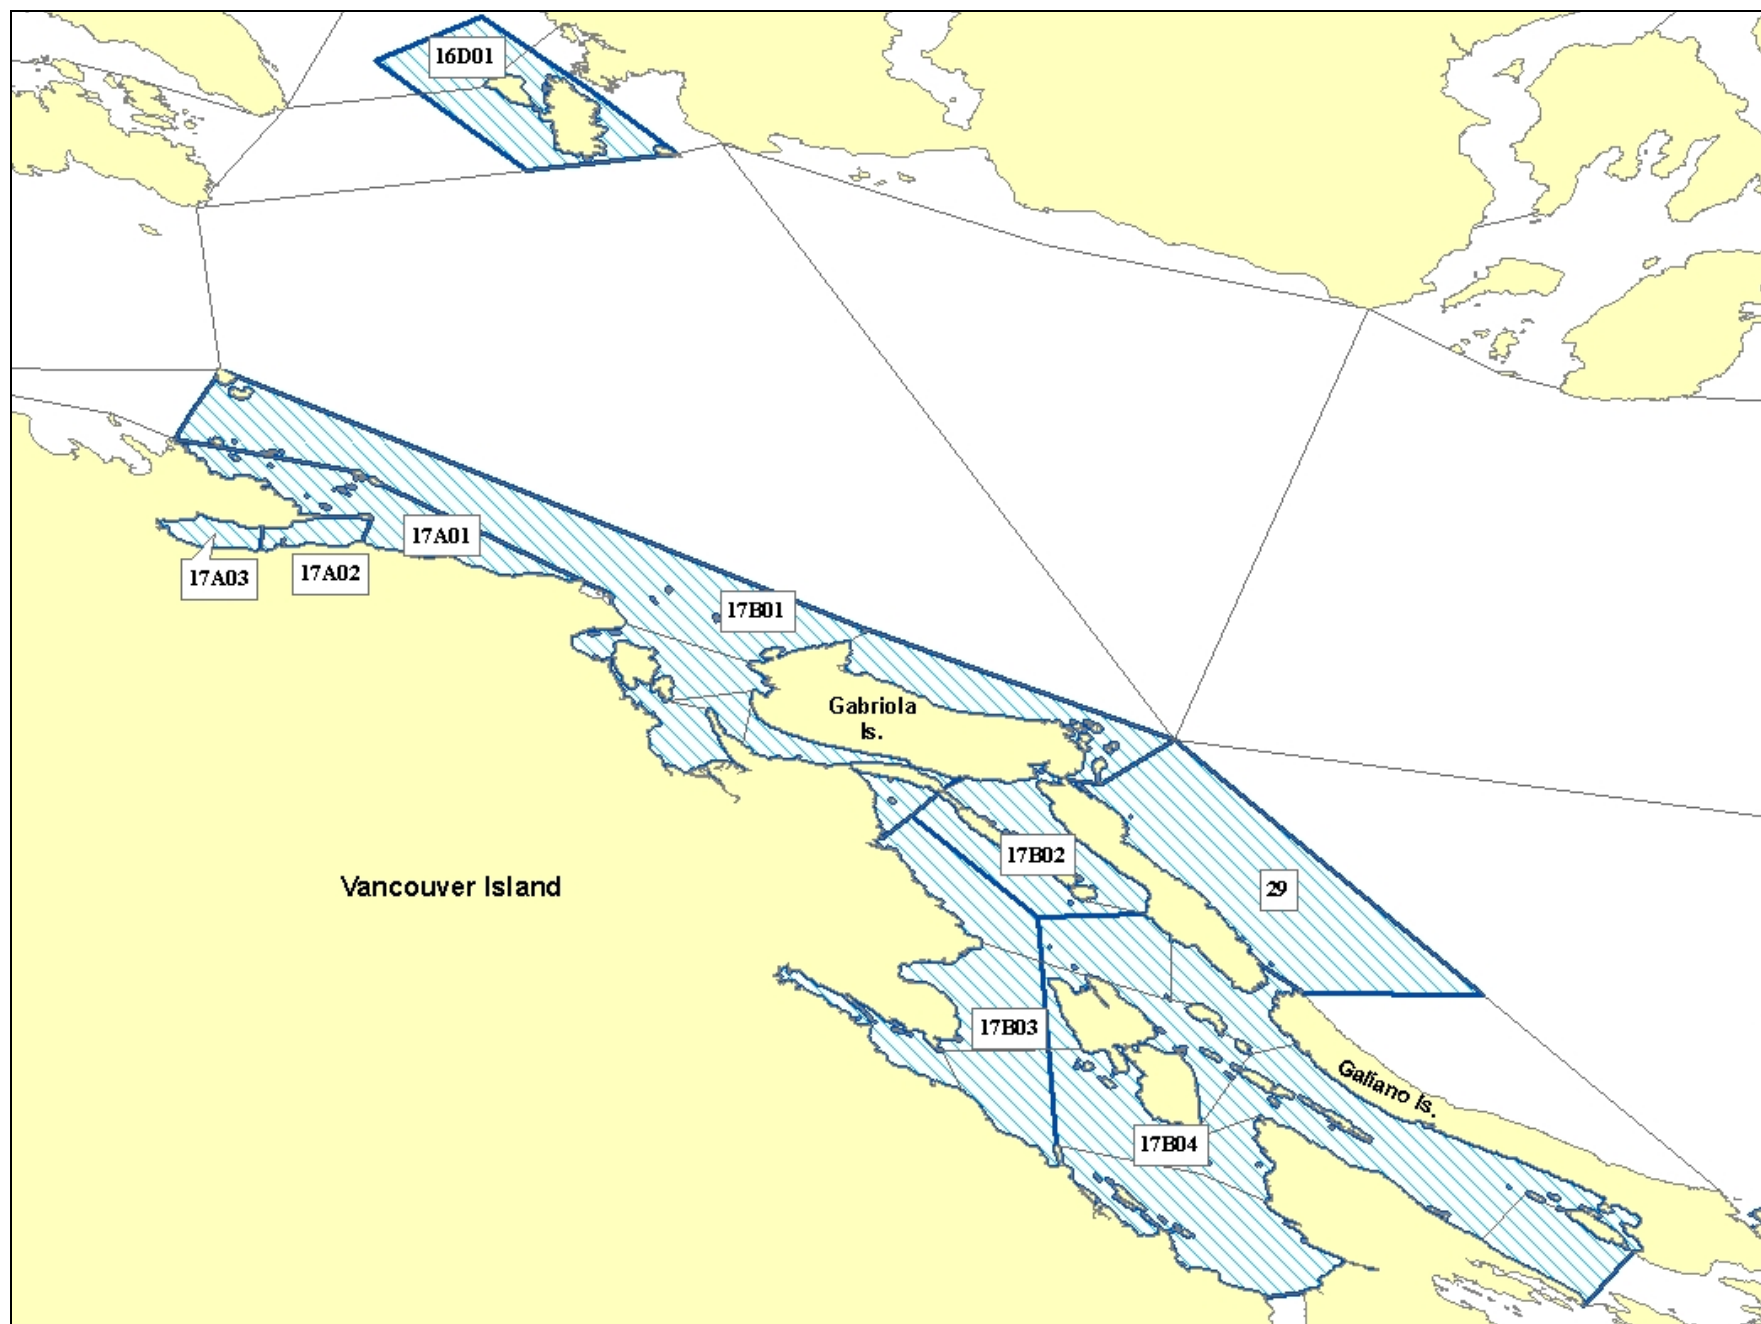 16D01
17A01
17A03
17A02
17B01
Gabriola
Is.
17B02
Vancouver Island
29
17B03
Galiano Is.
17B04